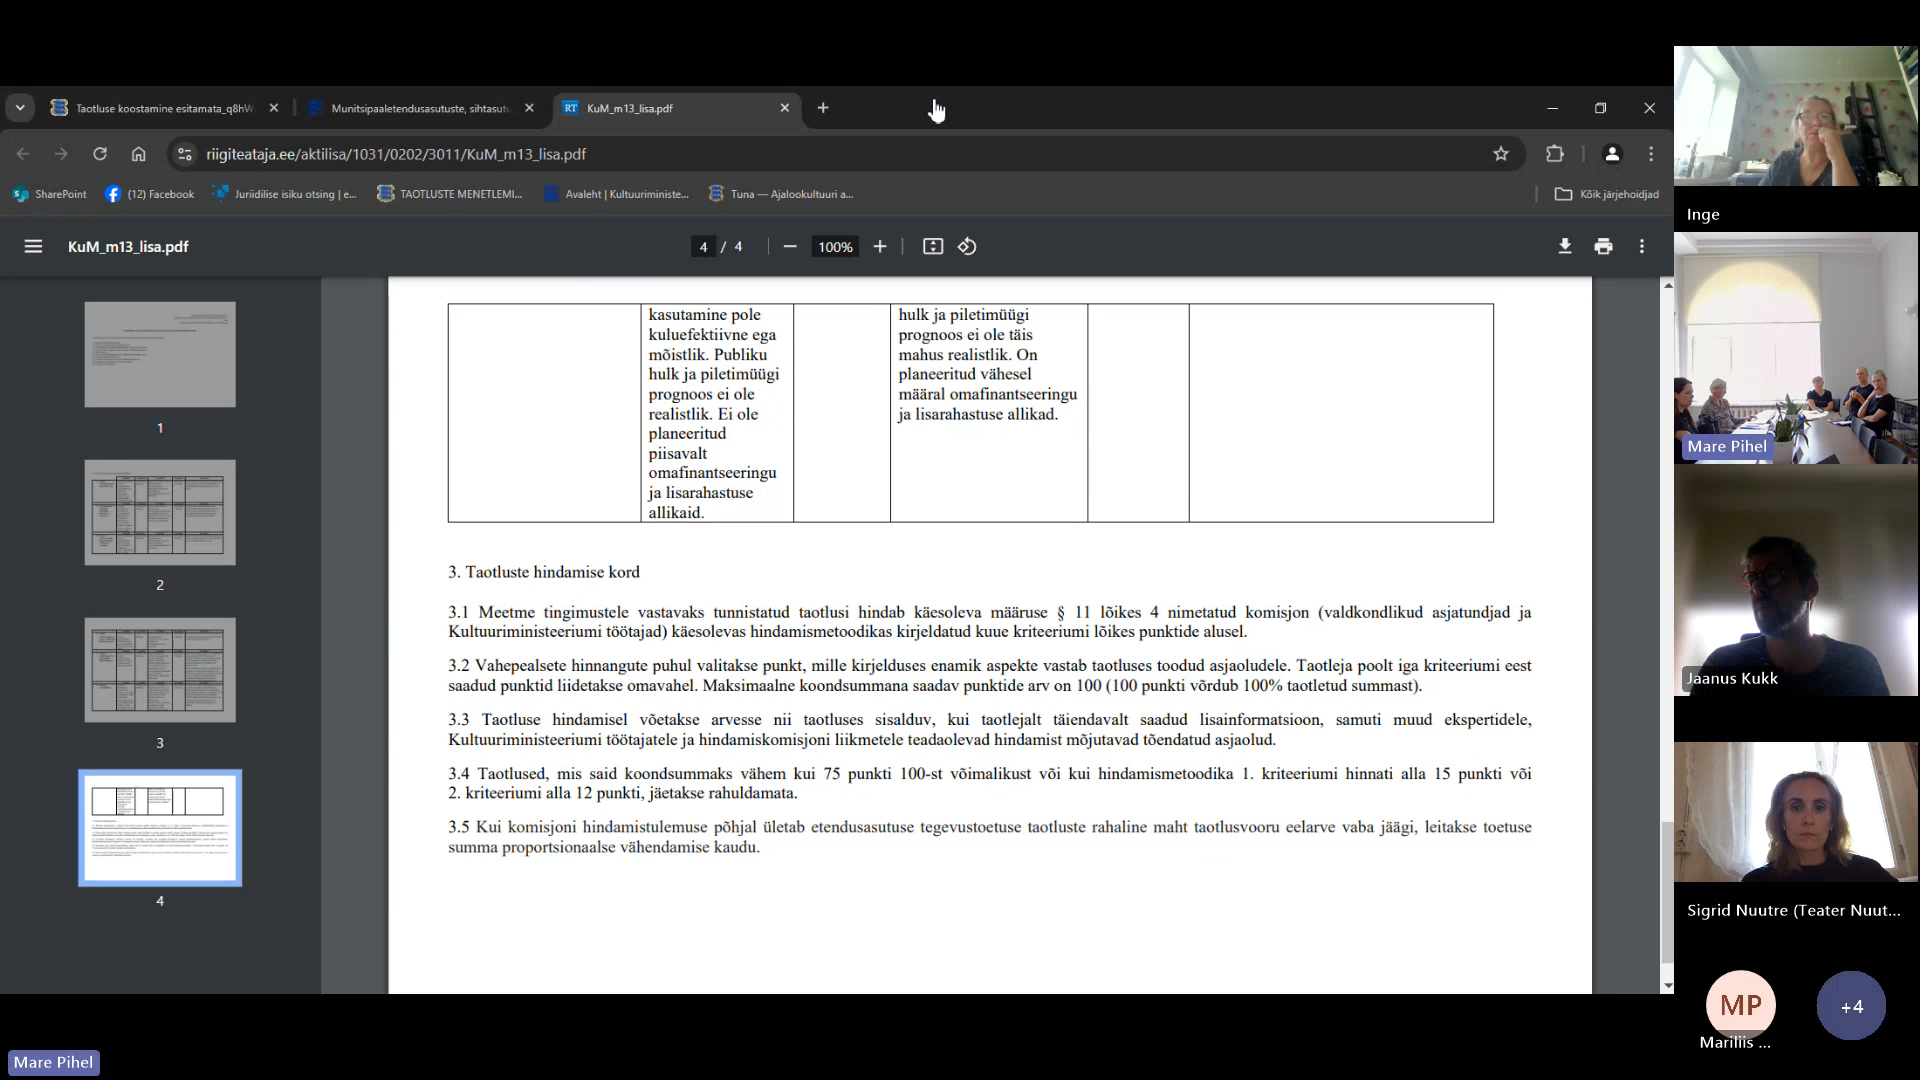 Taotluse koostamine esitamata_q8hW
Munitsipaaletendusasutuste, sihtasutu
RT KuM_m13_lisa.pdf
riigiteataja.ee/aktilisa/1031/0202/3011/KuM_m13_lisa.pdf
SharePoint
(12) Facebook
Juriidilise isiku otsing | e...
TAOTLUSTE MENETLEMI...
Avaleht | Kultuuriministe...
Tuna — Ajalookultuuri a...
Kõik järjehoidjad
KuM_m13_lisa.pdf
4 / 4
100%
1
2
3
4
kasutamine pole
kuluefektiivne ega
mõistlik. Publiku
hulk ja piletimüügi
prognoos ei ole
realistlik. Ei ole
planeeritud
piisavalt
omafinantseeringu
ja lisarahastuse
allikaid.
hulk ja piletimüügi
prognoos ei ole täis
mahus realistlik. On
planeeritud vähesel
määral omafinantseeringu
ja lisarahastuse allikad.
3. Taotluste hindamise kord
3.1 Meetme tingimustele vastavaks tunnistatud taotlusi hindab käesoleva määruse § 11 lõikes 4 nimetatud komisjon (valdkondlikud asjatundjad ja
Kultuuriministeeriumi töötajad) käesolevas hindamismetoodikas kirjeldatud kuue kriteeriumi lõikes punktide alusel.
3.2 Vahepealsete hinnangute puhul valitakse punkt, mille kirjelduses enamik aspekte vastab taotluses toodud asjaoludele. Taotleja poolt iga kriteeriumi eest
saadud punktid liidetakse omavahel. Maksimaalne koondsummana saadav punktide arv on 100 (100 punkti võrdub 100% taotletud summast).
3.3 Taotluse hindamisel võetakse arvesse nii taotluses sisalduv, kui taotlejalt täiendavalt saadud lisainformatsioon, samuti muud ekspertidele,
Kultuuriministeeriumi töötajatele ja hindamiskomisjoni liikmetele teadaolevad hindamist mõjutavad tõendatud asjaolud.
3.4 Taotlused, mis said koondsummaks vähem kui 75 punkti 100-st võimalikust või kui hindamismetoodika 1. kriteeriumi hinnati alla 15 punkti või
2. kriteeriumi alla 12 punkti, jäetakse rahuldamata.
3.5 Kui komisjoni hindamistulemuse põhjal ületab etendusasutuse tegevustoetuse taotluste rahaline maht taotlusvooru eelarve vaba jäägi, leitakse toetuse
summa proportsionaalse vähendamise kaudu.
Inge
Mare Pihel
Jaanus Kukk
Sigrid Nuutre (Teater Nuut...
MP
+4
Mariliis ...
Mare Pihel